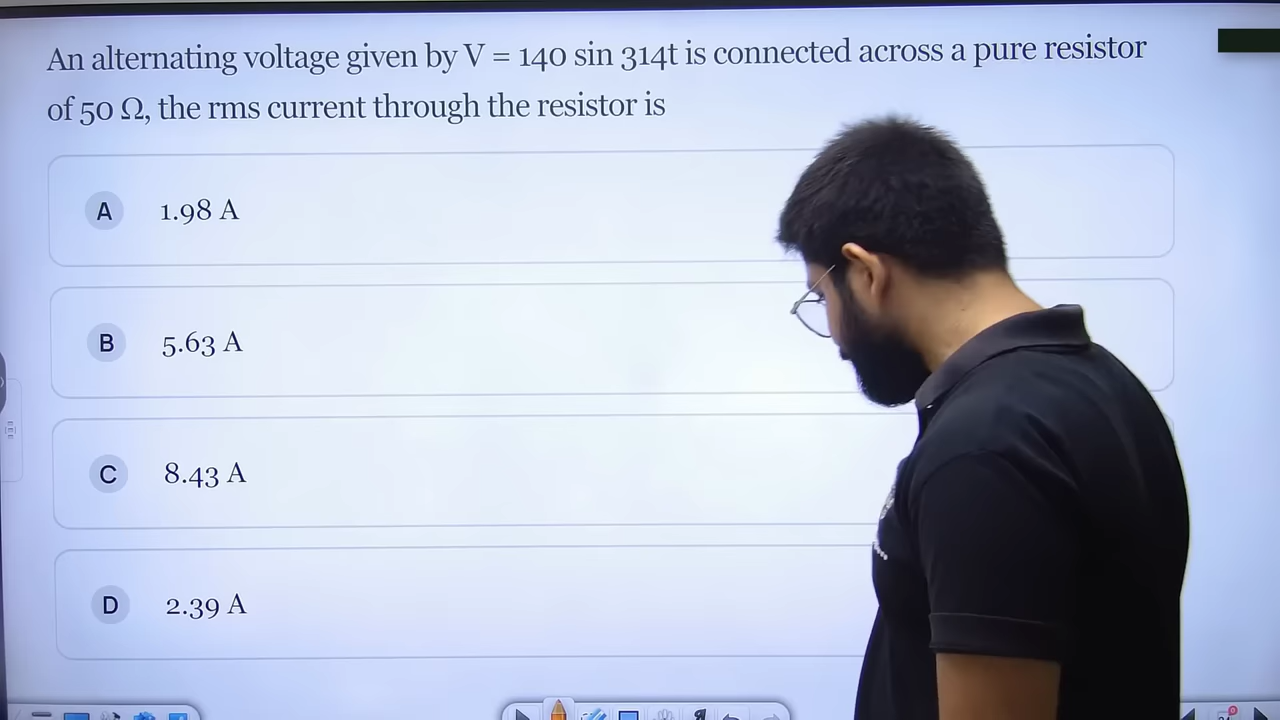 An alternating voltage given by V = 140 sin 314t is connected across a pure resistor
of 50 Ω, the rms current through the resistor is
A 1.98 A
B 5.63 A
C 8.43 A
D 2.39 A